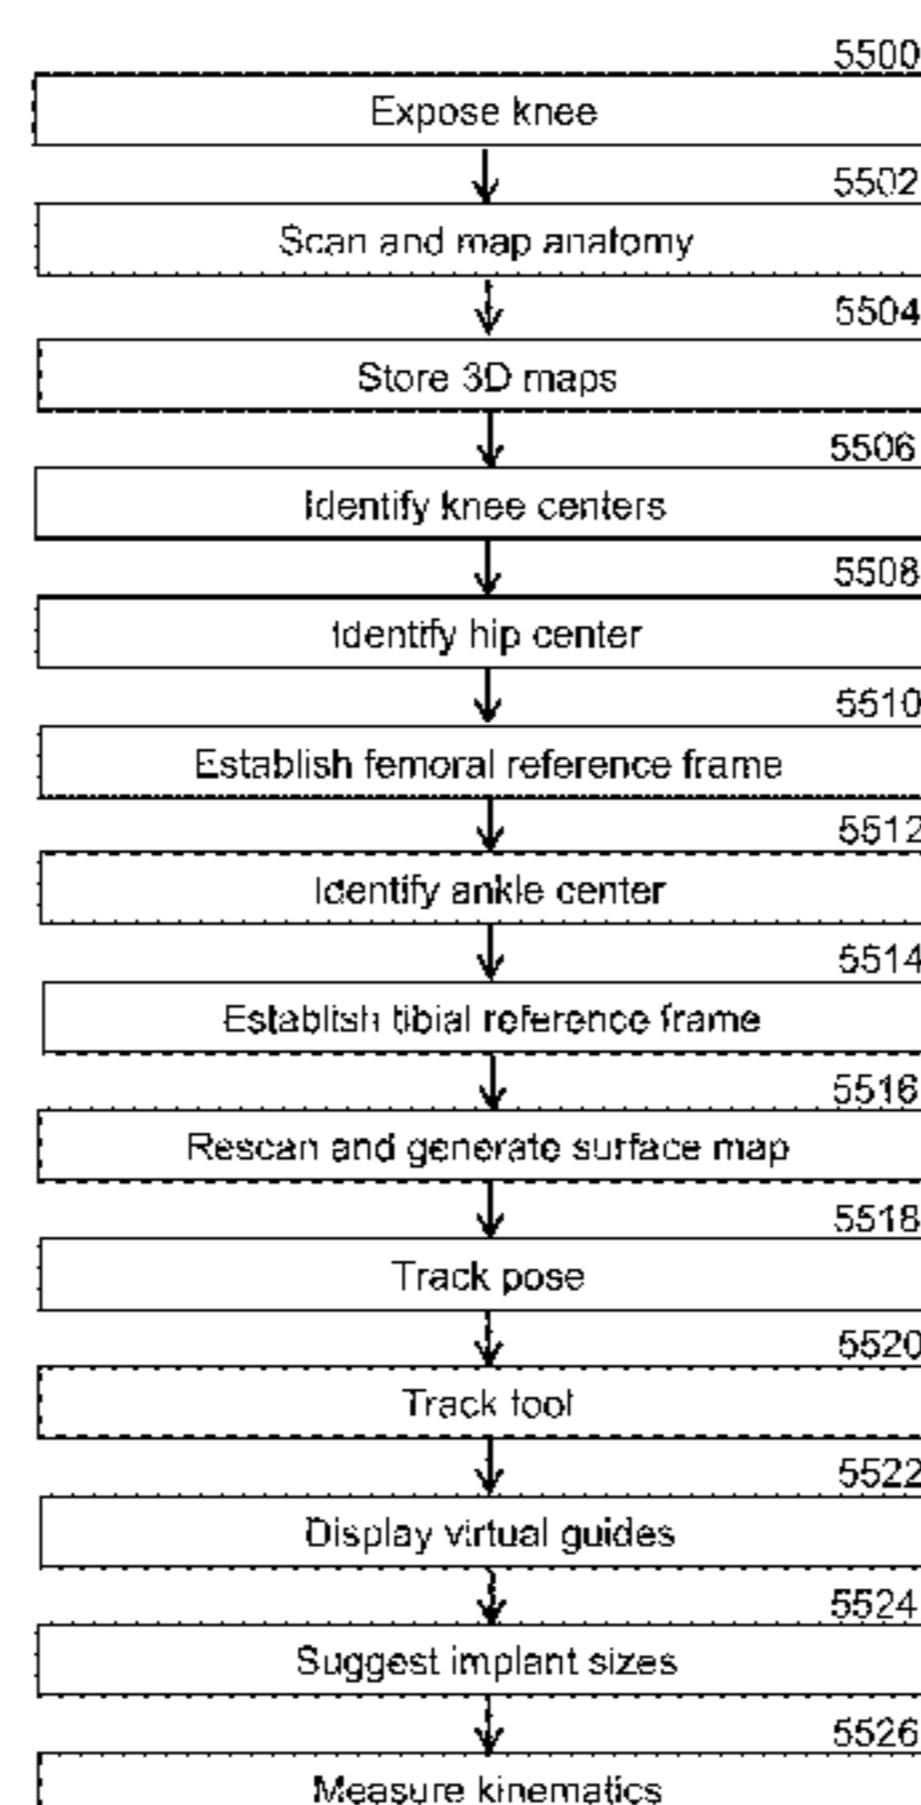 5500
Expose knee
5502
Scan and map anatomy
5504
Store 3D maps
5506
Identify knee centers
5508
Identify hip center
5510
Establish femoral reference frame
5512
Identify ankle center
5514
Establish tibial reference frame
5516
Rescan and generate surface map
5518
Track pose
5520
Track tool
5522
Display virtual guides
5524
Suggest implant sizes
5526
Measure kinematics